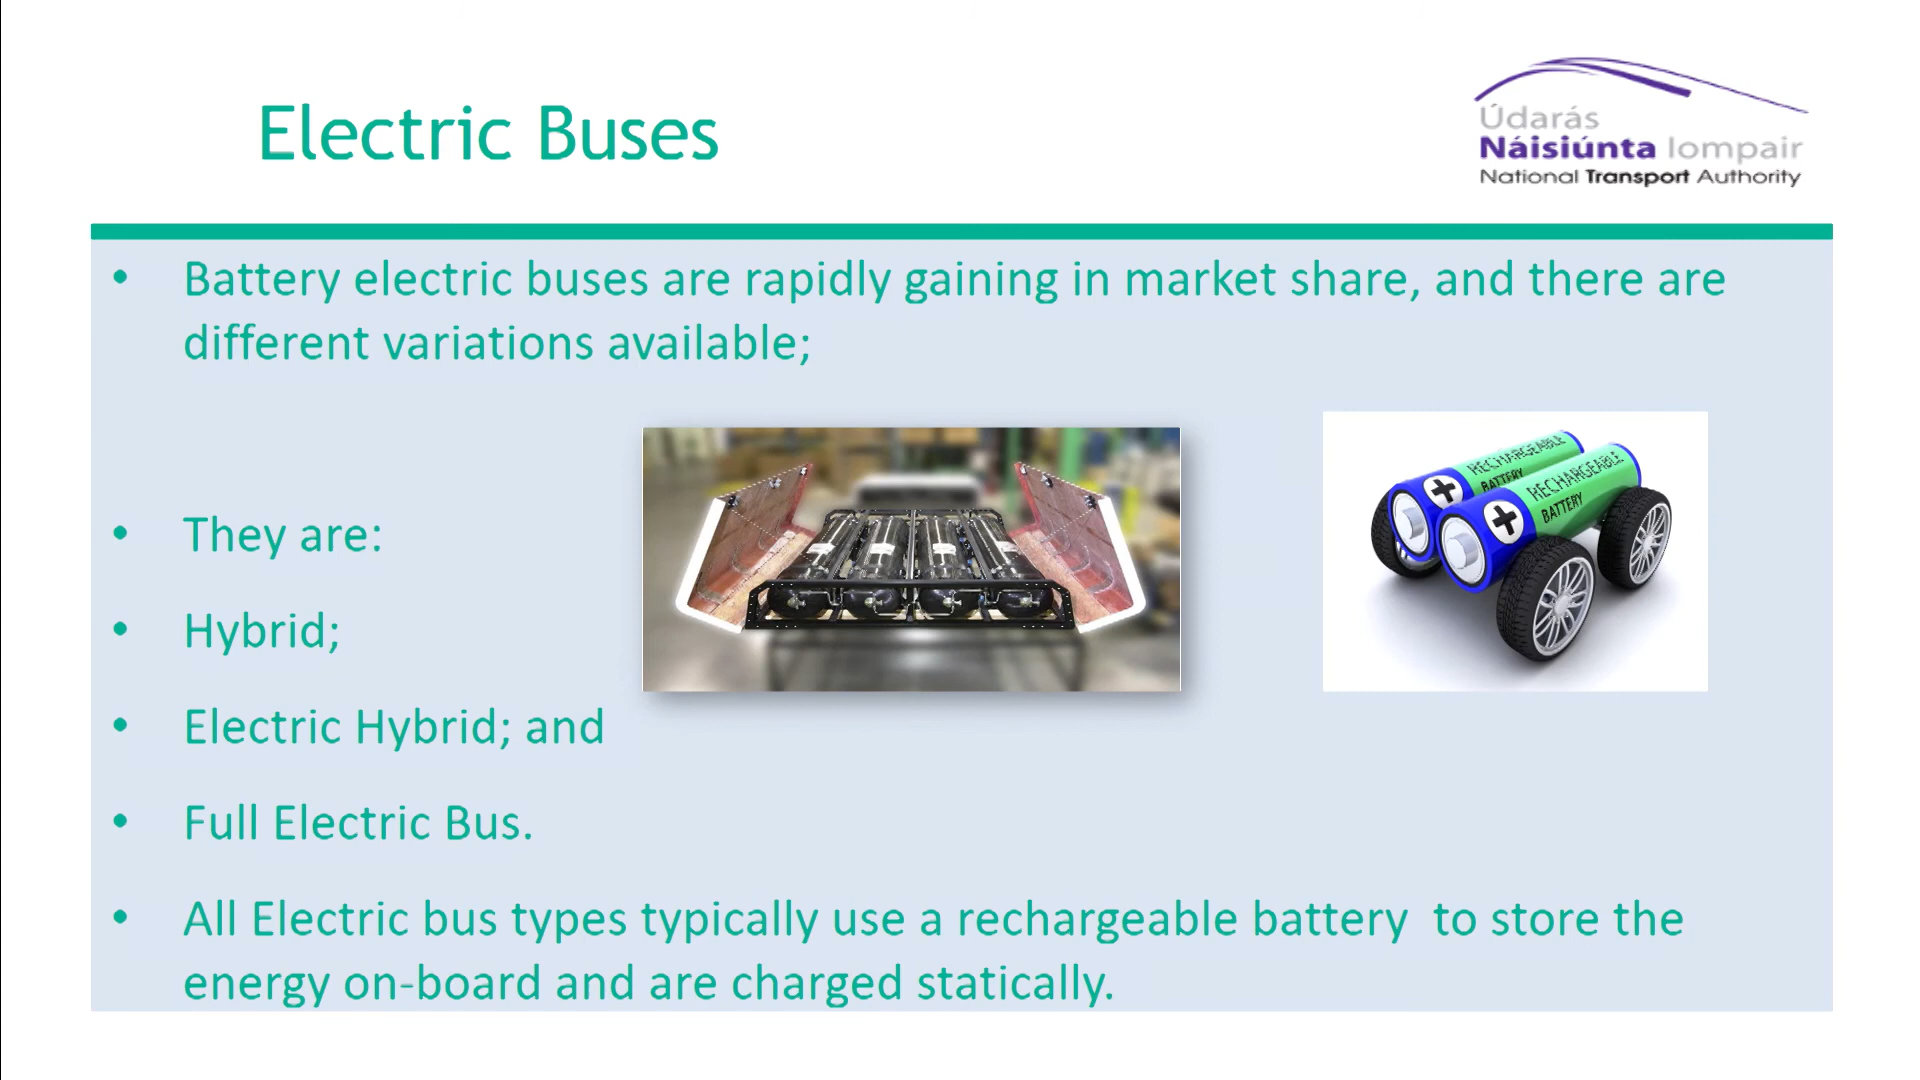 Electric Buses
Údarás
Náisiúnta Iompair
National Transport Authority
• Battery electric buses are rapidly gaining in market share, and there are
different variations available;
RECHARGEABLE
BATTERY
RECHARGEABLE
BATTERY
• They are:
• Hybrid;
• Electric Hybrid; and
• Full Electric Bus.
• All Electric bus types typically use a rechargeable battery  to store the
energy on-board and are charged statically.